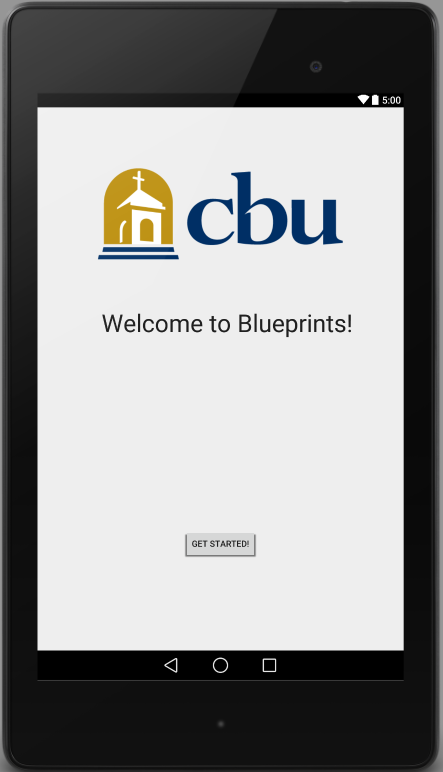 5:00
cbu
Welcome to Blueprints!
GET STARTED!